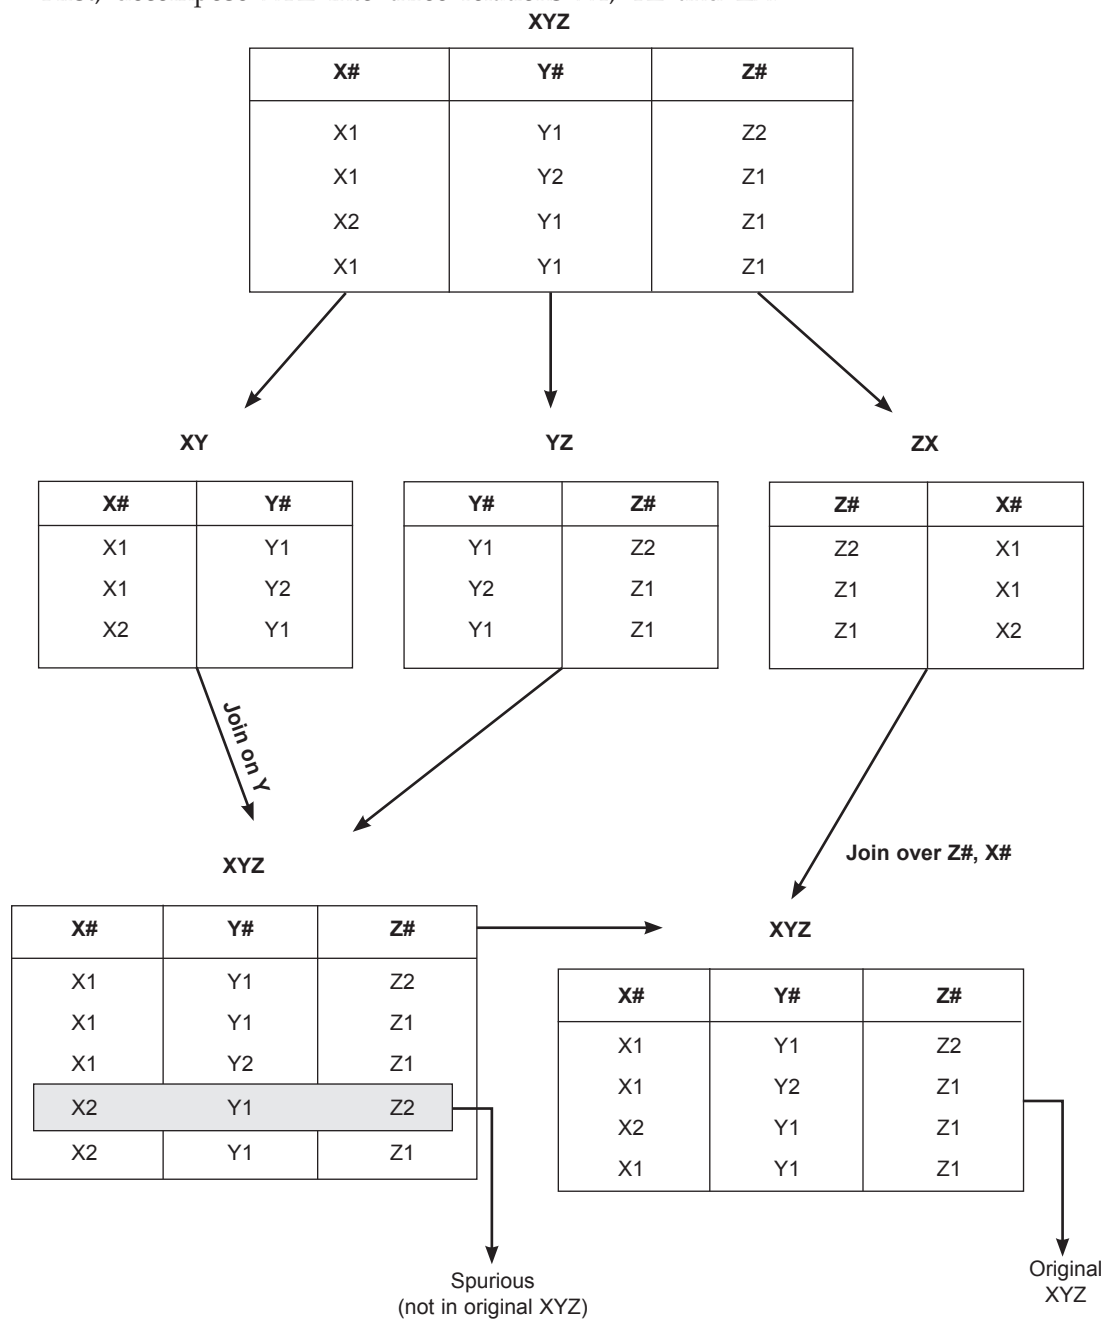 XYZ
X# Y# Z#
X1 Y1 Z2
X1 Y2 Z1
X2 Y1 Z1
X1 Y1 Z1
XY YZ ZX
X# Y# Y# Z# Z# X#
X1 Y1 Y1 Z2 Z2 X1
X1 Y2 Y2 Z1 Z1 X1
X2 Y1 Y1 Z1 Z1 X2
Join on Y
Join over Z#, X#
XYZ
X# Y# Z#
X1 Y1 Z2
X1 Y1 Z1
X1 Y2 Z1
X2 Y1 Z2
X2 Y1 Z1
Spurious
(not in original XYZ)
XYZ
X# Y# Z#
X1 Y1 Z2
X1 Y2 Z1
X2 Y1 Z1
X1 Y1 Z1
Original
XYZ